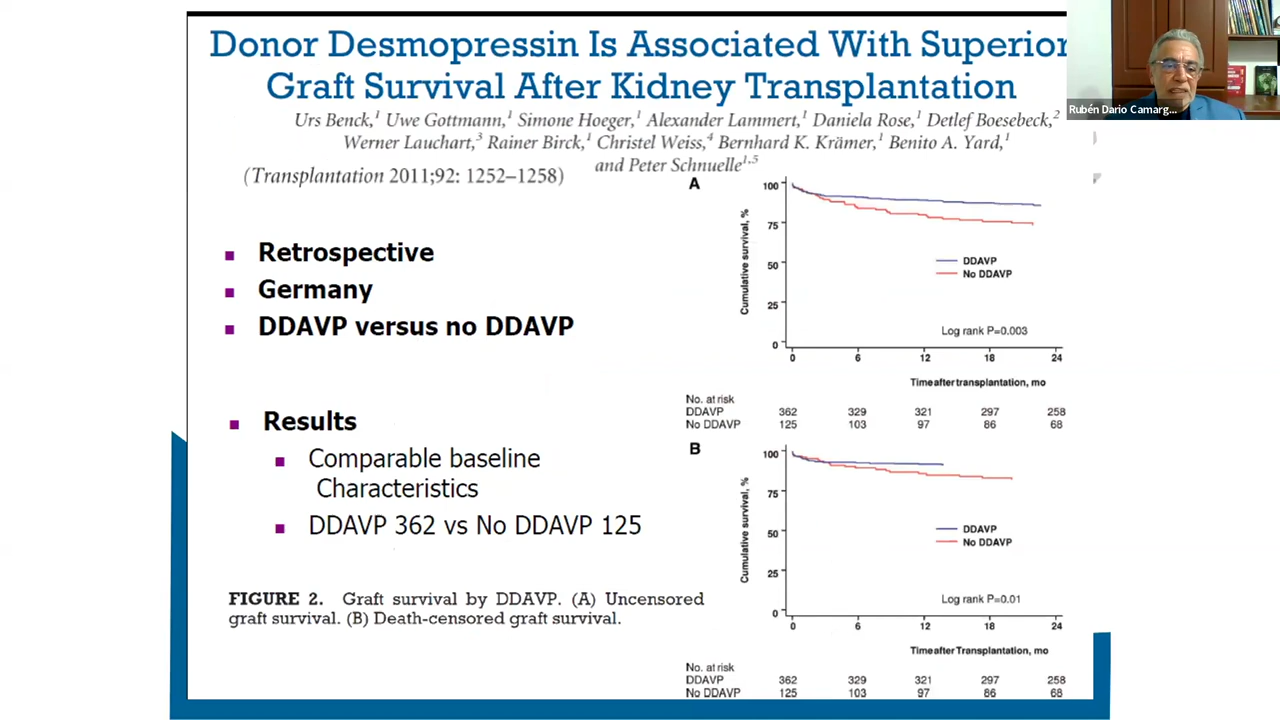 Donor Desmopressin Is Associated With Superior
Graft Survival After Kidney Transplantation
Urs Benck,1 Uwe Gottmann,1 Simone Hoeger,1 Alexander Lammert,1 Daniela Rose,1 Detlef Boesebeck,2
Werner Lauchart,3 Rainer Birck,1 Christel Weiss,4 Bernhard K. Krämer,1 Benito A. Yard,1
and Peter Schnuelle1,5
(Transplantation 2011;92: 1252–1258)
Rubén Dario Camarg...
Retrospective
Germany
DDAVP versus no DDAVP
Results
Comparable baseline
Characteristics
DDAVP 362 vs No DDAVP 125
FIGURE 2. Graft survival by DDAVP. (A) Uncensored
graft survival. (B) Death-censored graft survival.
A
Cumulative survival, %
100
75
50
25
0
DDAVP
No DDAVP
Log rank P=0.003
0 6 12 18 24
Time after transplantation, mo
No. at risk
DDAVP 362 329 321 297 258
No DDAVP 125 103 97 86 68
B
Cumulative survival, %
100
75
50
25
0
DDAVP
No DDAVP
Log rank P=0.01
0 6 12 18 24
Time after Transplantation, mo
No. at risk
DDAVP 362 329 321 297 258
No DDAVP 125 103 97 86 68